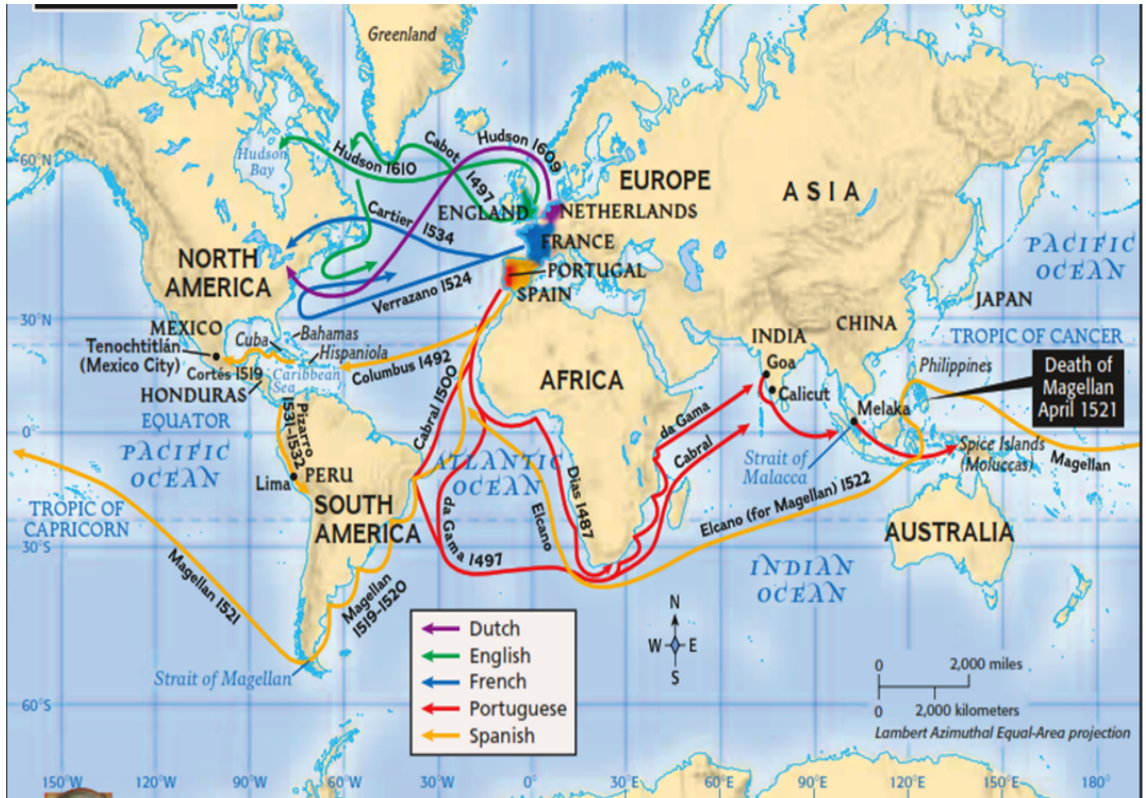 Greenland
60°N
Hudson
Bay
Hudson 1610
Cabot
1497
Hudson 1609
EUROPE
ASIA
ENGLAND
NETHERLANDS
Cartier 1534
FRANCE
NORTH
AMERICA
PORTUGAL
SPAIN
Verrazano 1524
PACIFIC
OCEAN
JAPAN
30°N
MEXICO
Tenochtitlán
(Mexico City)
Cuba
Bahamas
Hispaniola
Cortés 1519
Caribbean
Sea
HONDURAS
Columbus 1492
INDIA
Goa
Calicut
CHINA
TROPIC OF CANCER
Philippines
Death of
Magellan
April 1521
AFRICA
EQUATOR
0°
Pizarro
1531–1532
Cabral 1500
da Gama
Cabral
Melaka
Strait of
Malacca
Spice Islands
(Moluccas)
Magellan
PACIFIC
OCEAN
Lima
PERU
ATLANTIC
OCEAN
SOUTH
AMERICA
TROPIC OF
CAPRICORN
da Gama 1497
Elcano
Dias 1487
Elcano (for Magellan) 1522
AUSTRALIA
30°S
Magellan 1521
Magellan
1519–1520
INDIAN
OCEAN
Strait of Magellan
Dutch
English
French
Portuguese
Spanish
N
W E
S
0 2,000 miles
0 2,000 kilometers
Lambert Azimuthal Equal-Area projection
60°S
150°W 120°W 90°W 60°W 30°W 0° 30°E 60°E 90°E 120°E 150°E 180°